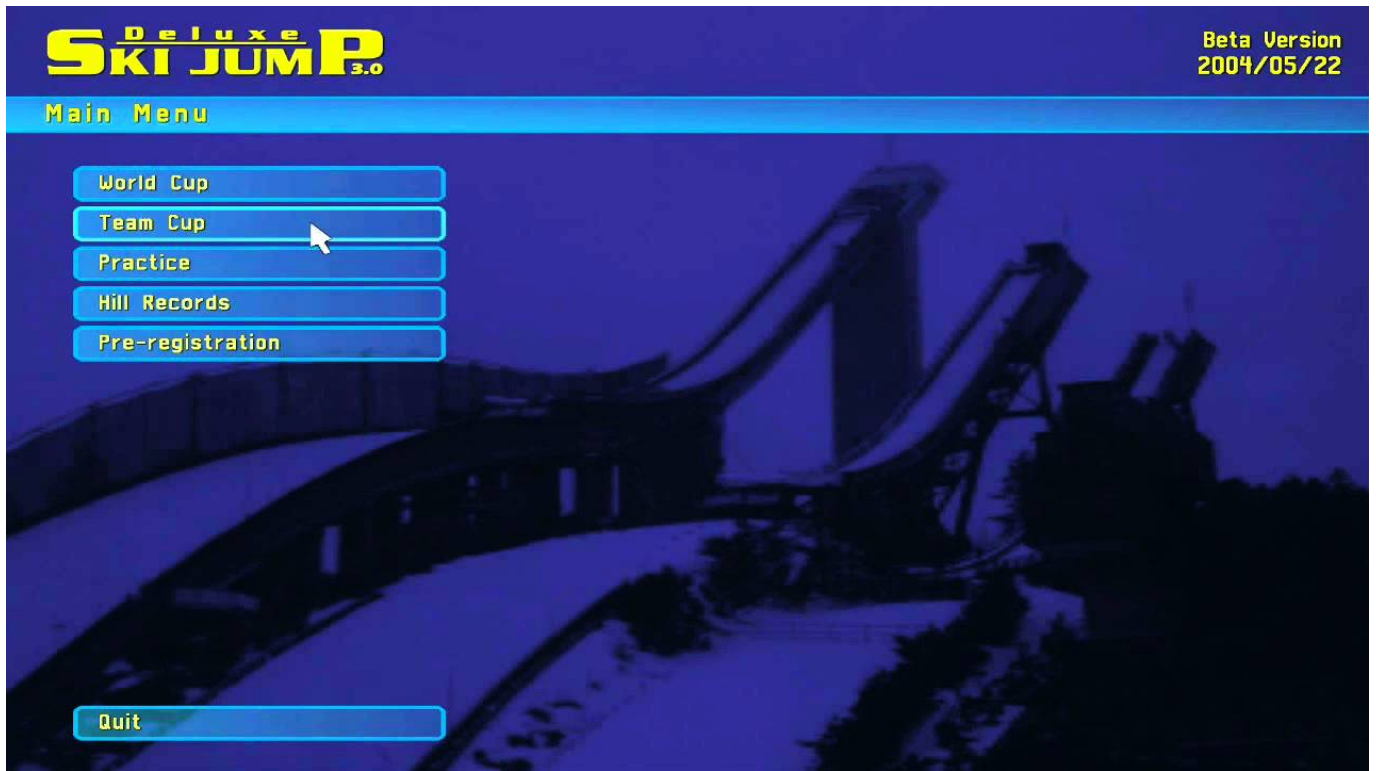 Deluxe
SKI JUMP 3.0
Beta Version
2004/05/22
Main Menu
World Cup
Team Cup
Practice
Hill Records
Pre-registration
Quit